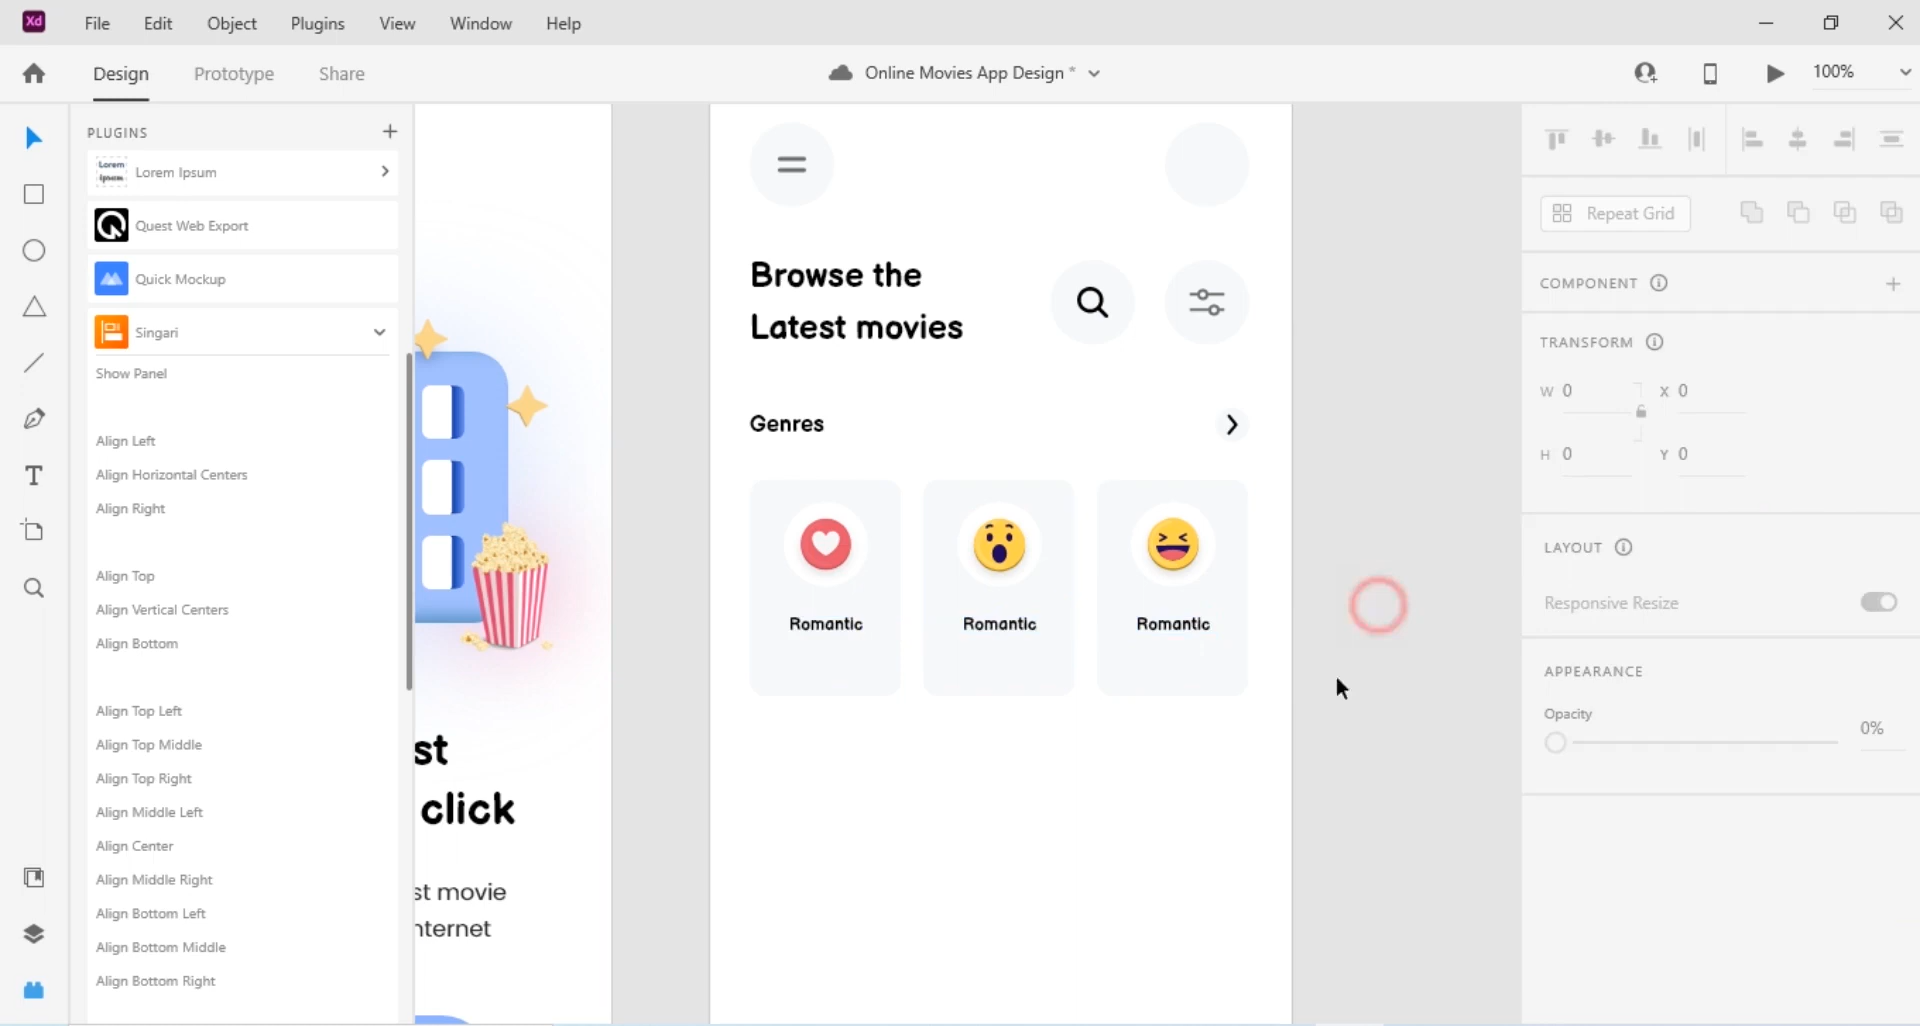 Xd File Edit Object Plugins View Window Help
Design Prototype Share
Online Movies App Design *
100%
PLUGINS
Lorem Ipsum
Lorem Ipsum
Quest Web Export
Quick Mockup
Singari
Show Panel
Align Left
Align Horizontal Centers
Align Right
Align Top
Align Vertical Centers
Align Bottom
Align Top Left
Align Top Middle
Align Top Right
Align Middle Left
Align Center
Align Middle Right
Align Bottom Left
Align Bottom Middle
Align Bottom Right
st
click
st movie
nternet
Browse the
Latest movies
Genres
Romantic
Romantic
Romantic
Repeat Grid
COMPONENT
TRANSFORM
W 0 X 0
H 0 Y 0
LAYOUT
Responsive Resize
APPEARANCE
Opacity
0%